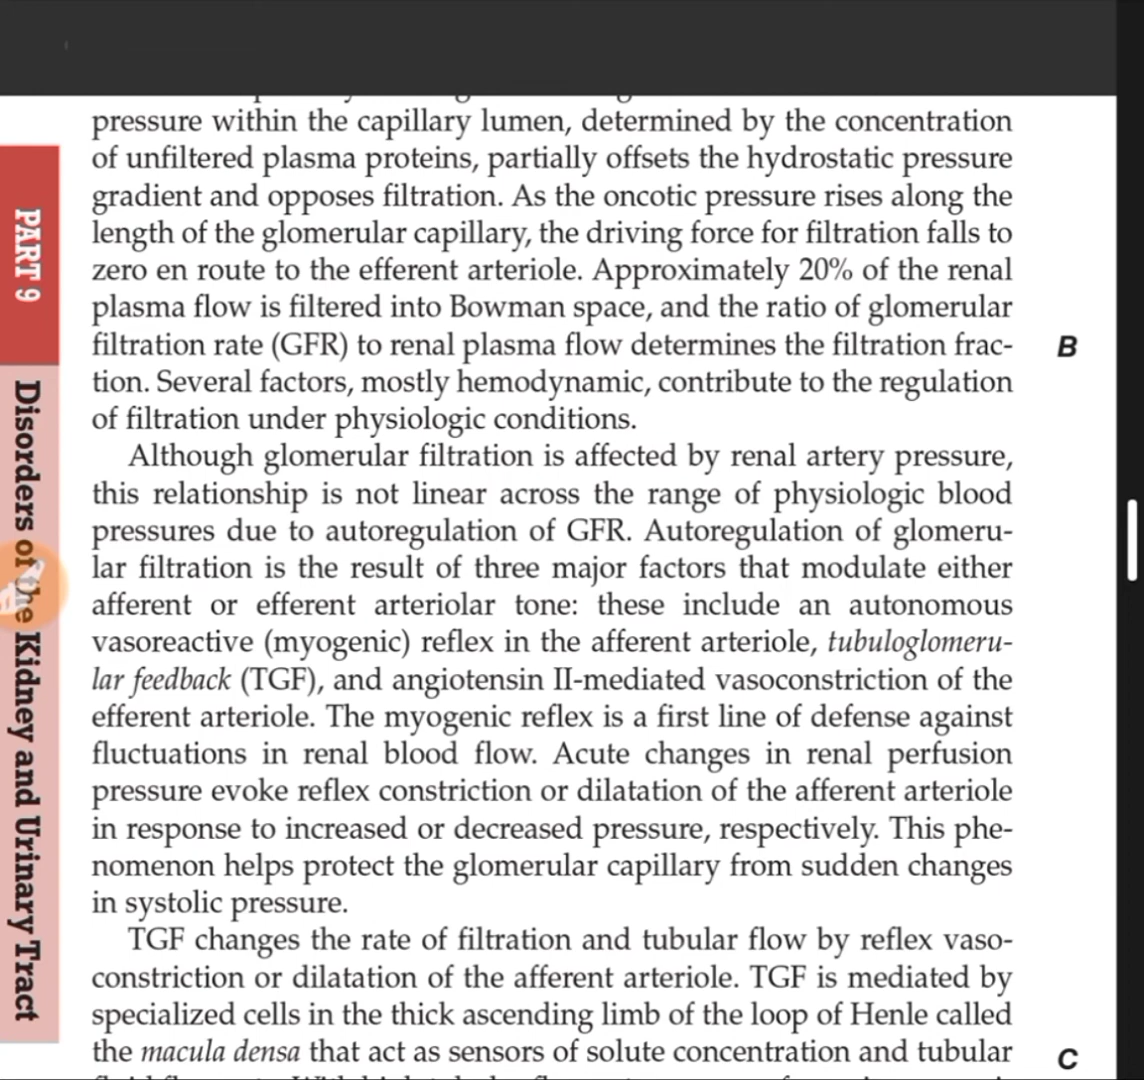 pressure within the capillary lumen, determined by the concentration
of unfiltered plasma proteins, partially offsets the hydrostatic pressure
gradient and opposes filtration. As the oncotic pressure rises along the
length of the glomerular capillary, the driving force for filtration falls to
zero en route to the efferent arteriole. Approximately 20% of the renal
plasma flow is filtered into Bowman space, and the ratio of glomerular
filtration rate (GFR) to renal plasma flow determines the filtration frac-
tion. Several factors, mostly hemodynamic, contribute to the regulation
of filtration under physiologic conditions.
Although glomerular filtration is affected by renal artery pressure,
this relationship is not linear across the range of physiologic blood
pressures due to autoregulation of GFR. Autoregulation of glomeru-
lar filtration is the result of three major factors that modulate either
afferent or efferent arteriolar tone: these include an autonomous
vasoreactive (myogenic) reflex in the afferent arteriole, tubuloglomeru-
lar feedback (TGF), and angiotensin II-mediated vasoconstriction of the
efferent arteriole. The myogenic reflex is a first line of defense against
fluctuations in renal blood flow. Acute changes in renal perfusion
pressure evoke reflex constriction or dilatation of the afferent arteriole
in response to increased or decreased pressure, respectively. This phe-
nomenon helps protect the glomerular capillary from sudden changes
in systolic pressure.
TGF changes the rate of filtration and tubular flow by reflex vaso-
constriction or dilatation of the afferent arteriole. TGF is mediated by
specialized cells in the thick ascending limb of the loop of Henle called
the macula densa that act as sensors of solute concentration and tubular
PART 9
Disorders of the Kidney and Urinary Tract
B
C